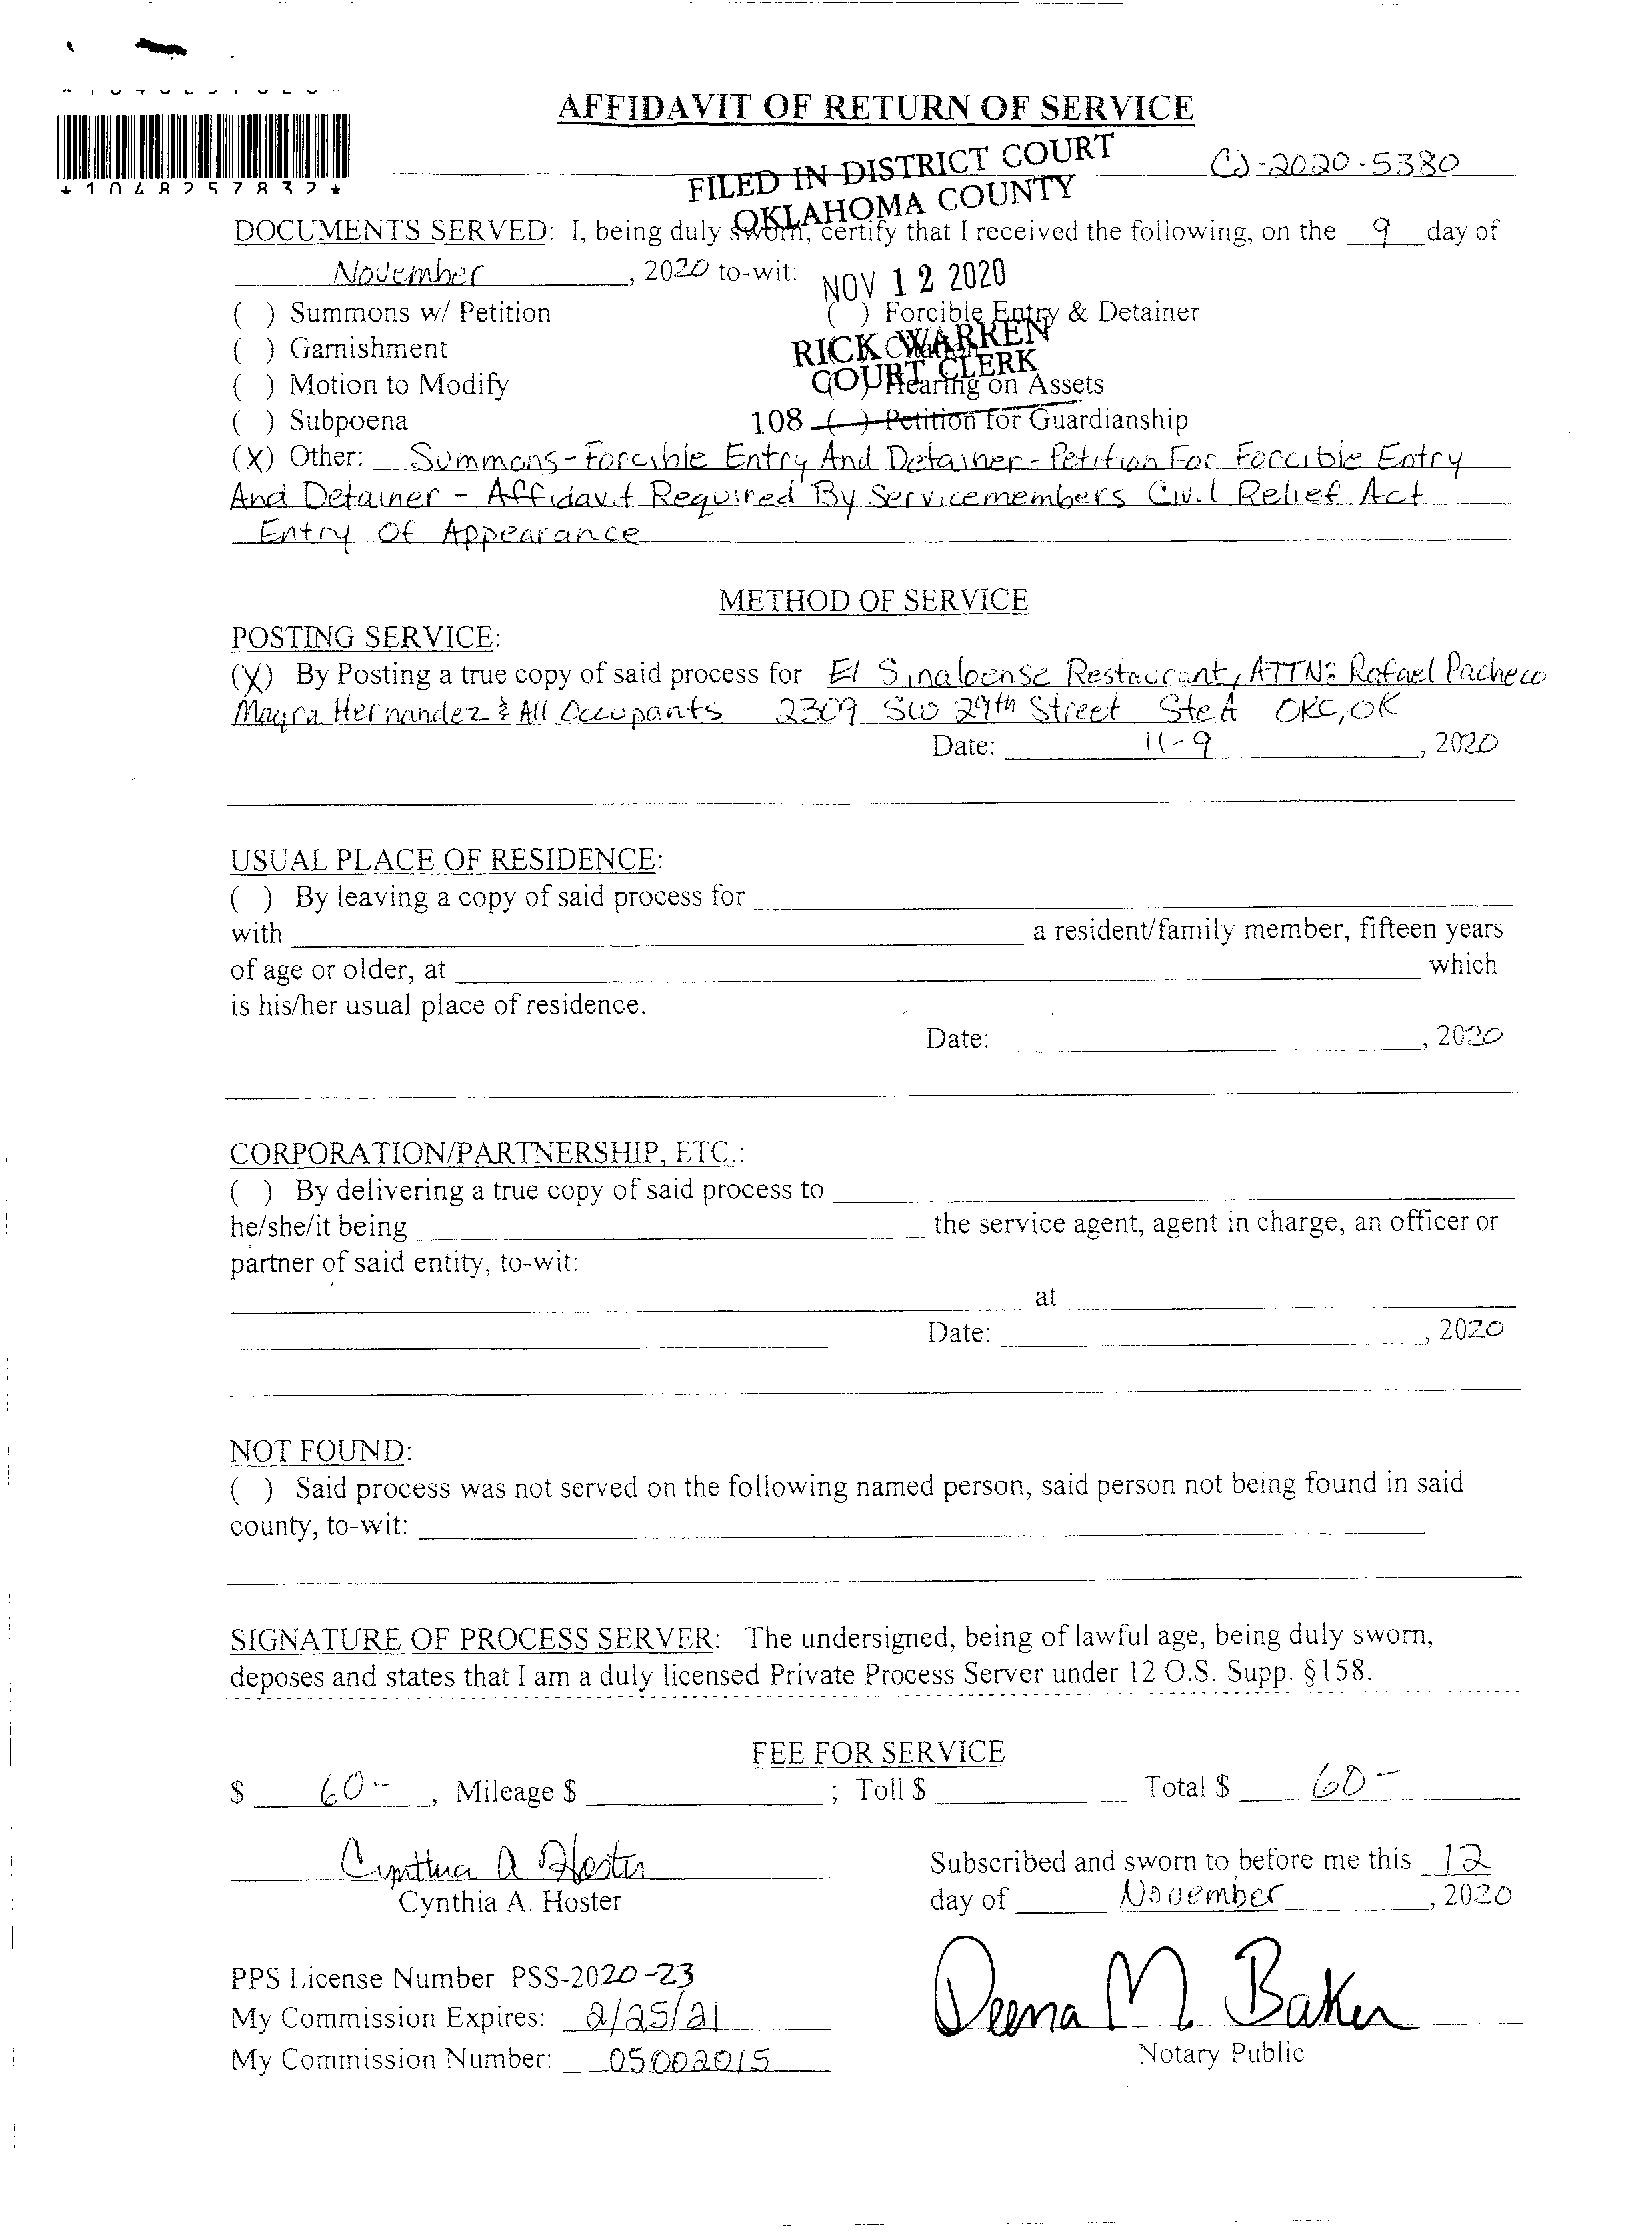 AFFIDAVIT OF RETURN OF SERVICE
FILED IN DISTRICT COURT
OKLAHOMA COUNTY
CJ-2020-5380
*1048257832*
DOCUMENTS SERVED: I, being duly sworn, certify that I received the following, on the 9 day of
November, 2020 to-wit:
NOV 12 2020
( ) Summons w/ Petition ( ) Forcible Entry & Detainer
( ) Garnishment
RICK WARREN
COURT CLERK
( ) Motion to Modify ( ) Hearing on Assets
( ) Subpoena 108 ( ) Petition for Guardianship
(X) Other: Summons-Forcible Entry And Detainer-Petition For Forcible Entry
And Detainer - Affidavit Required By Servicemembers Civil Relief Act
Entry Of Appearance
METHOD OF SERVICE
POSTING SERVICE:
(X) By Posting a true copy of said process for El Sinaloense Restaurant, ATTN: Rafael Pacheco
Mayra Hernandez & All Occupants 2309 SW 29th Street Ste A OKC, OK
Date: 11-9, 2020
USUAL PLACE OF RESIDENCE:
( ) By leaving a copy of said process for
with a resident/family member, fifteen years
of age or older, at which
is his/her usual place of residence.
Date: , 2020
CORPORATION/PARTNERSHIP, ETC.:
( ) By delivering a true copy of said process to
he/she/it being the service agent, agent in charge, an officer or
partner of said entity, to-wit:
at
Date: , 2020
NOT FOUND:
( ) Said process was not served on the following named person, said person not being found in said
county, to-wit:
SIGNATURE OF PROCESS SERVER: The undersigned, being of lawful age, being duly sworn,
deposes and states that I am a duly licensed Private Process Server under 12 O.S. Supp. §158.
FEE FOR SERVICE
$ 60-, Mileage $ ; Toll $ Total $ 60-
Cynthia A Hoster
Cynthia A. Hoster
Subscribed and sworn to before me this 12
day of November, 2020
PPS License Number PSS-2020-23
My Commission Expires: 2/25/21
My Commission Number: 05002015
Deena M. Baker
Notary Public